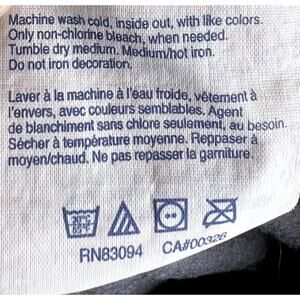 Machine wash cold, inside out, with like colors.
Only non-chlorine bleach, when needed.
Tumble dry medium. Medium/hot iron.
Do not iron decoration.
Laver à la machine à l'eau froide, vêtement à
l'envers, avec couleurs semblables. Agent
de blanchiment sans chlore seulement, au besoin.
Sécher à température moyenne. Reppaser à
moyen/chaud. Ne pas repasser la garniture.
30°C
85°F
RN83094 CA#00326